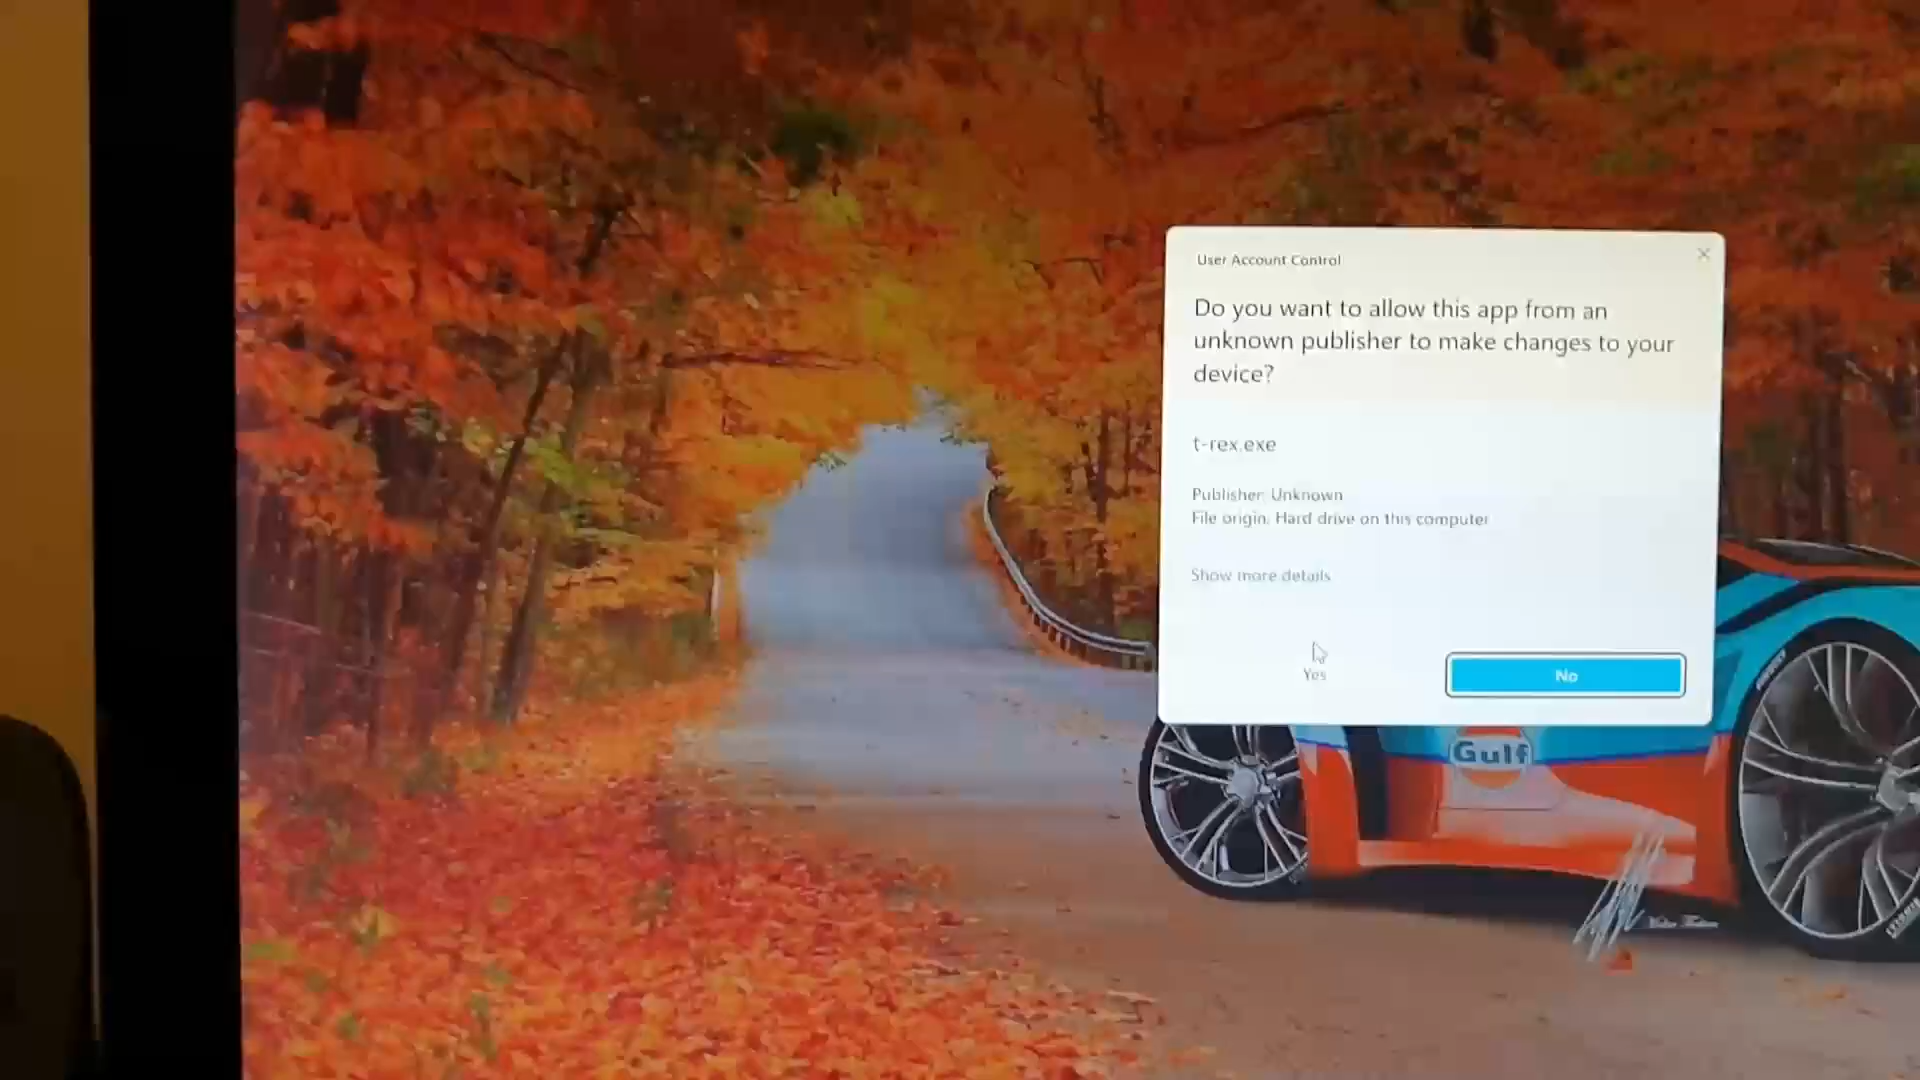 User Account Control
Do you want to allow this app from an
unknown publisher to make changes to your
device?
t-rex.exe
Publisher: Unknown
File origin: Hard drive on this computer
Show more details
Yes
No
Gulf